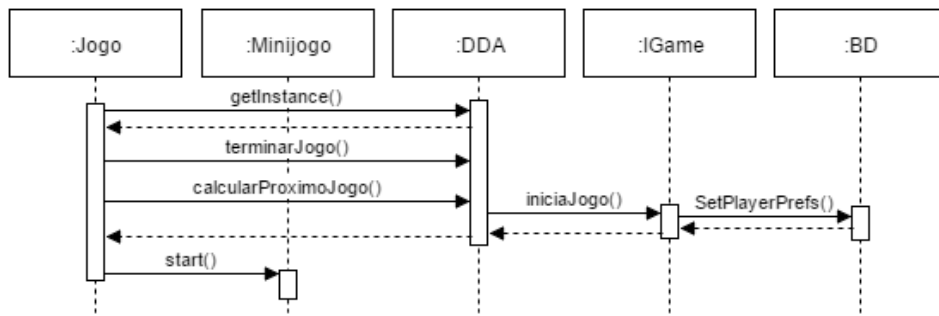 :Jogo
:Minijogo
:DDA
:IGame
:BD
getInstance()
terminarJogo()
calcularProximoJogo()
iniciaJogo()
SetPlayerPrefs()
start()